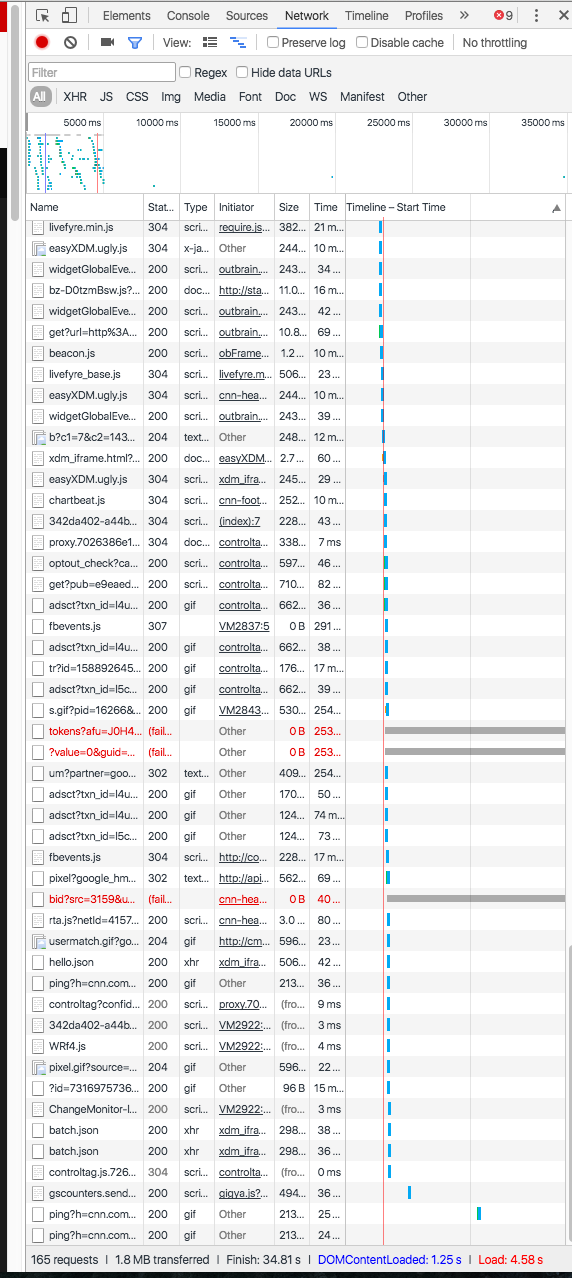 Elements Console Sources Network Timeline Profiles » 9
View: Preserve log Disable cache No throttling
Filter Regex Hide data URLs
All XHR JS CSS Img Media Font Doc WS Manifest Other
5000 ms 10000 ms 15000 ms 20000 ms 25000 ms 30000 ms 35000 ms
Name Stat... Type Initiator Size Time Timeline – Start Time
livefyre.min.js 304 scri... require.js... 382... 21 m...
easyXDM.ugly.js 304 x-ja... Other 244... 10 m...
widgetGlobalEve... 200 scri... outbrain.... 243... 34 ...
bz-D0tzmBsw.js?... 200 doc... http://sta... 11.0... 16 m...
widgetGlobalEve... 200 scri... outbrain.... 243... 42 ...
get?url=http%3A... 200 scri... outbrain.... 10.8... 69 ...
beacon.js 200 scri... obFrame... 1.2 ... 10 m...
livefyre_base.js 304 scri... livefyre.m... 506... 23 ...
easyXDM.ugly.js 304 scri... cnn-hea... 244... 10 m...
widgetGlobalEve... 200 scri... outbrain.... 243... 39 ...
b?c1=7&c2=143... 204 text... Other 248... 12 m...
xdm_iframe.html?... 200 doc... easyXDM... 2.7 ... 60 ...
easyXDM.ugly.js 304 scri... xdm_ifra... 245... 29 ...
chartbeat.js 304 scri... cnn-foot... 252... 10 m...
342da402-a44b... 304 scri... (index):7 228... 43 ...
proxy.7026386e1... 304 doc... controlta... 338... 7 ms
optout_check?ca... 200 scri... controlta... 597... 46 ...
get?pub=e9eaed... 200 scri... controlta... 710... 82 ...
adsct?txn_id=l4u... 200 gif controlta... 662... 36 ...
fbevents.js 307 VM2837:5 0 B 291 ...
adsct?txn_id=l4u... 200 gif controlta... 662... 38 ...
tr?id=158892645... 200 gif controlta... 176... 17 m...
adsct?txn_id=l5c... 200 gif controlta... 662... 39 ...
s.gif?pid=16266&... 200 gif VM2843... 530... 254...
tokens?afu=J0H4... (fail... Other 0 B 253...
?value=0&guid=... (fail... Other 0 B 253...
um?partner=goo... 302 text... Other 409... 254...
adsct?txn_id=l4u... 200 gif Other 170... 50 ...
adsct?txn_id=l4u... 200 gif Other 124... 74 m...
adsct?txn_id=l5c... 200 gif Other 124... 73 ...
fbevents.js 304 scri... http://co... 228... 17 m...
pixel?google_hm... 302 text... http://api... 562... 69 ...
bid?src=3159&u... (fail... cnn-hea... 0 B 40 ...
rta.js?netId=4157... 200 scri... cnn-hea... 3.0 ... 80 ...
usermatch.gif?go... 204 gif http://cm... 596... 23 ...
hello.json 200 xhr xdm_ifra... 506... 42 ...
ping?h=cnn.com... 200 gif Other 213... 36 ...
controltag?confid... 200 scri... proxy.70... (fro... 9 ms
342da402-a44b... 200 scri... VM2922:... (fro... 3 ms
WRf4.js 200 scri... VM2922:... (fro... 4 ms
pixel.gif?source=... 204 gif Other 596... 22 ...
?id=7316975736... 200 gif Other 96 B 15 m...
ChangeMonitor-l... 200 scri... VM2922:... (fro... 3 ms
batch.json 200 xhr xdm_ifra... 298... 38 ...
batch.json 200 xhr xdm_ifra... 298... 36 ...
controltag.js.726... 304 scri... controlta... (fro... 0 ms
gscounters.send... 200 scri... gigya.js?... 494... 36 ...
ping?h=cnn.com... 200 gif Other 213... 25 ...
ping?h=cnn.com... 200 gif Other 213... 24 ...
165 requests | 1.8 MB transferred | Finish: 34.81 s | DOMContentLoaded: 1.25 s | Load: 4.58 s